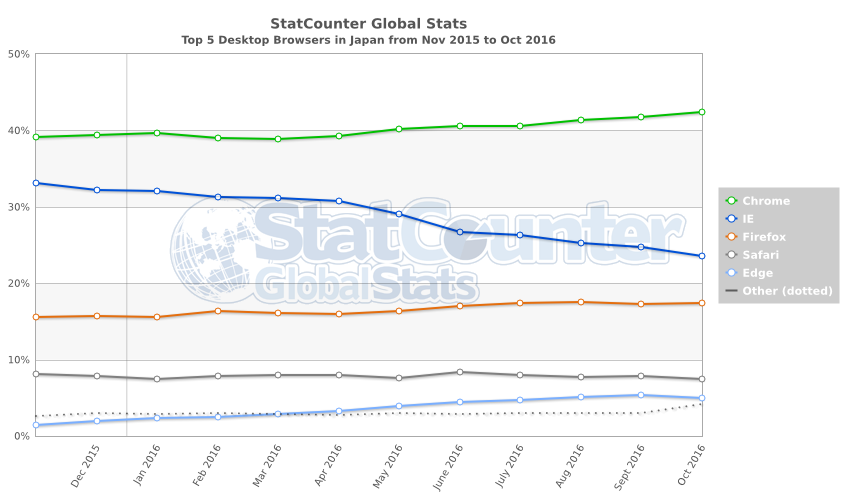 StatCounter Global Stats
Top 5 Desktop Browsers in Japan from Nov 2015 to Oct 2016
50%
40%
30%
20%
10%
0%
StatCounter
GlobalStats
Chrome
IE
Firefox
Safari
Edge
Other (dotted)
Dec 2015
Jan 2016
Feb 2016
Mar 2016
Apr 2016
May 2016
June 2016
July 2016
Aug 2016
Sept 2016
Oct 2016